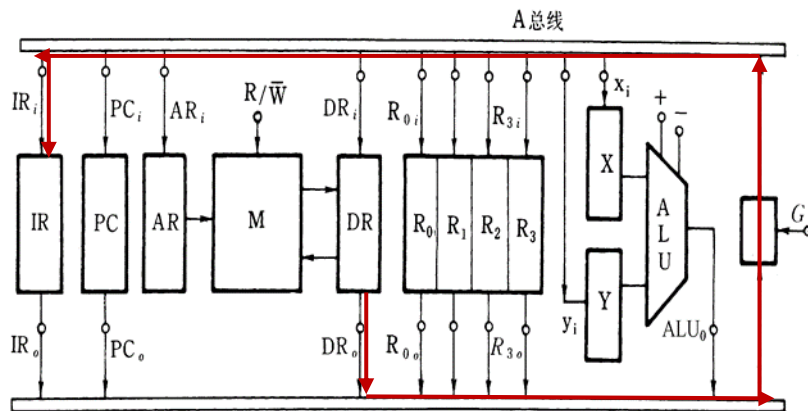 A总线
IRᵢ PCᵢ ARᵢ R/W̅ DRᵢ R₀ᵢ R₃ᵢ xᵢ + −
IR PC AR M DR R₀ R₁ R₂ R₃ X Y ALU G
IRₒ PCₒ DRₒ R₀ₒ R₃ₒ yᵢ ALU₀